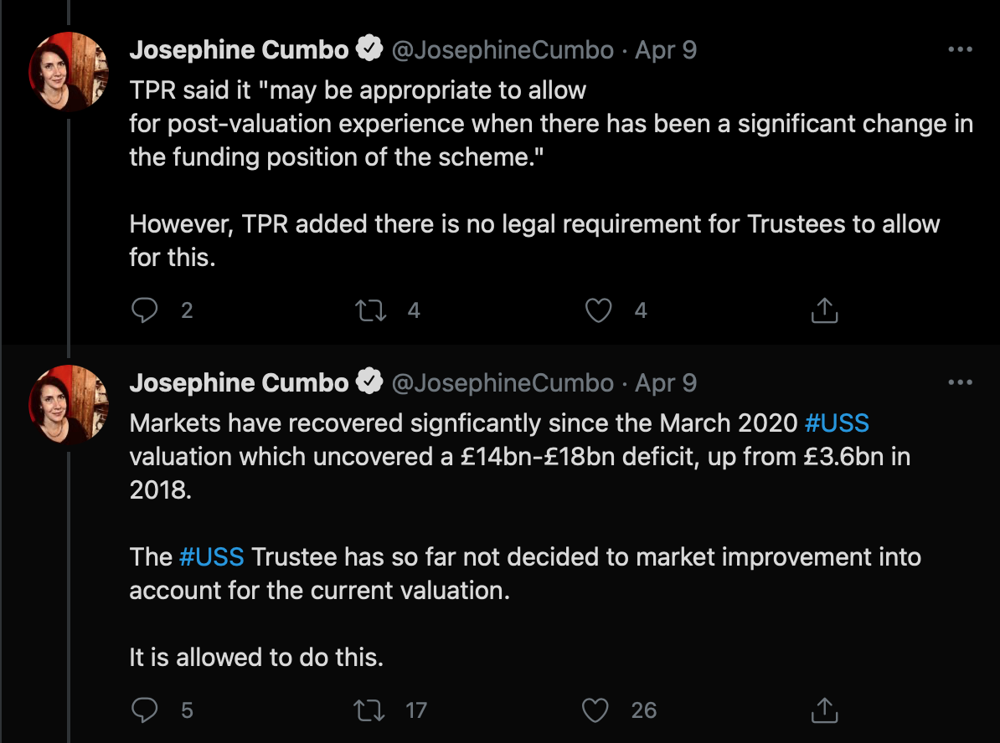 Josephine Cumbo @JosephineCumbo · Apr 9
TPR said it "may be appropriate to allow
for post-valuation experience when there has been a significant change in
the funding position of the scheme."
However, TPR added there is no legal requirement for Trustees to allow
for this.
2 4 4
Josephine Cumbo @JosephineCumbo · Apr 9
Markets have recovered signficantly since the March 2020 #USS
valuation which uncovered a £14bn-£18bn deficit, up from £3.6bn in
2018.
The #USS Trustee has so far not decided to market improvement into
account for the current valuation.
It is allowed to do this.
5 17 26